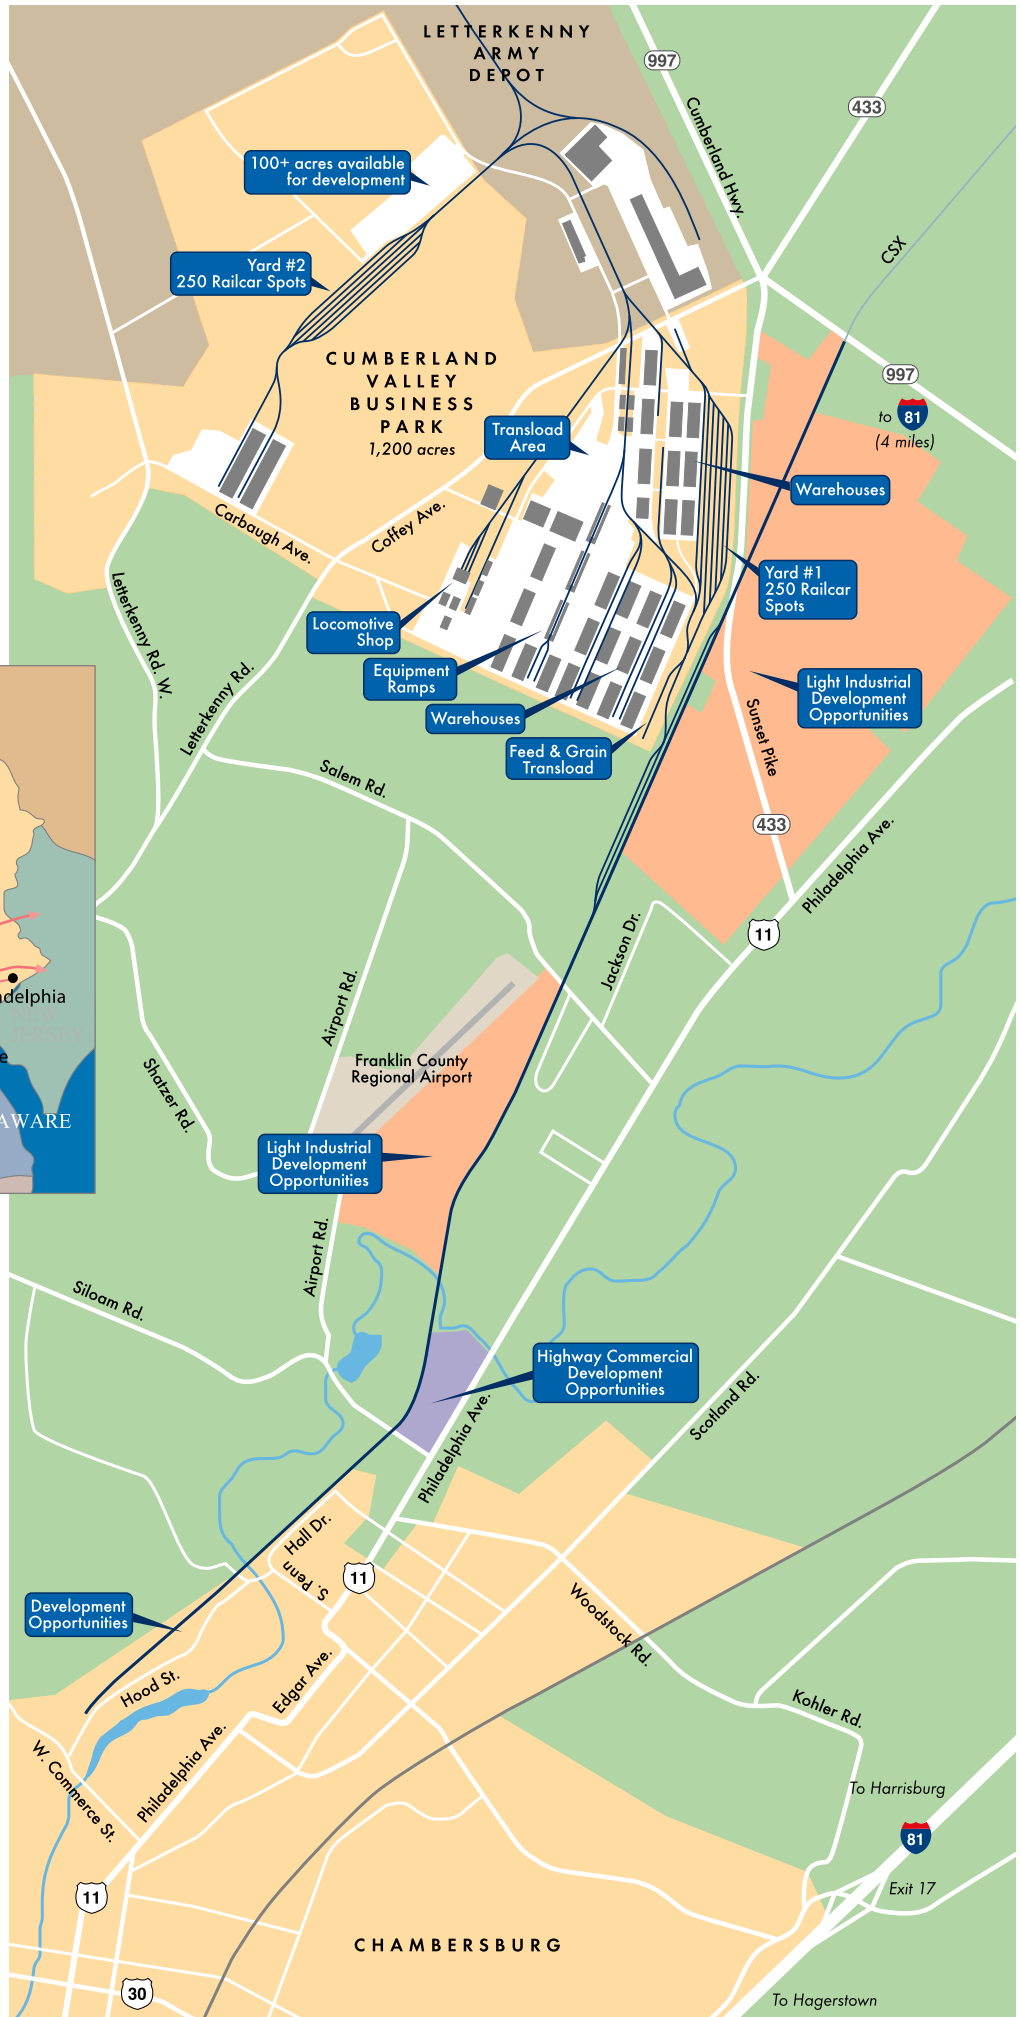 LETTERKENNY
ARMY
DEPOT
997
433
Cumberland Hwy.
CSX
100+ acres available
for development
Yard #2
250 Railcar Spots
CUMBERLAND
VALLEY
BUSINESS
PARK
1,200 acres
997
to 81
(4 miles)
Transload
Area
Warehouses
Carbaugh Ave.
Coffey Ave.
Yard #1
250 Railcar
Spots
Letterkenny Rd. W.
Locomotive
Shop
Equipment
Ramps
Warehouses
Feed & Grain
Transload
Light Industrial
Development
Opportunities
Letterkenny Rd.
Sunset Pike
Salem Rd.
433
Philadelphia Ave.
11
Jackson Dr.
adelphia
NEW
JERSEY
e
AWARE
Airport Rd.
Shatzer Rd.
Franklin County
Regional Airport
Light Industrial
Development
Opportunities
Airport Rd.
Siloam Rd.
Highway Commercial
Development
Opportunities
Philadelphia Ave.
Scotland Rd.
Hall Dr.
S. Penn
11
Woodstock Rd.
Development
Opportunities
Hood St.
Edgar Ave.
Kohler Rd.
W. Commerce St.
Philadelphia Ave.
To Harrisburg
81
Exit 17
11
CHAMBERSBURG
30
To Hagerstown